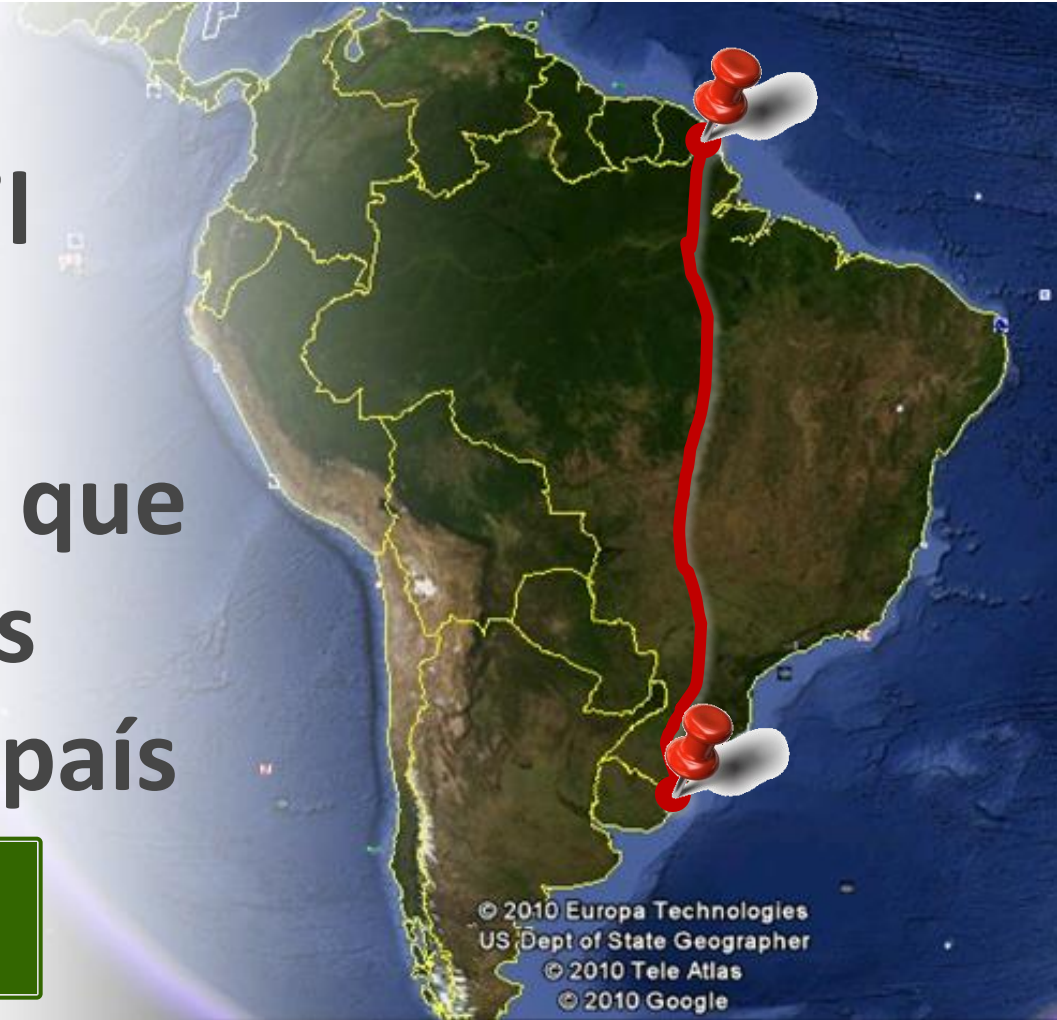 que
país
© 2010 Europa Technologies
US Dept of State Geographer
© 2010 Tele Atlas
© 2010 Google